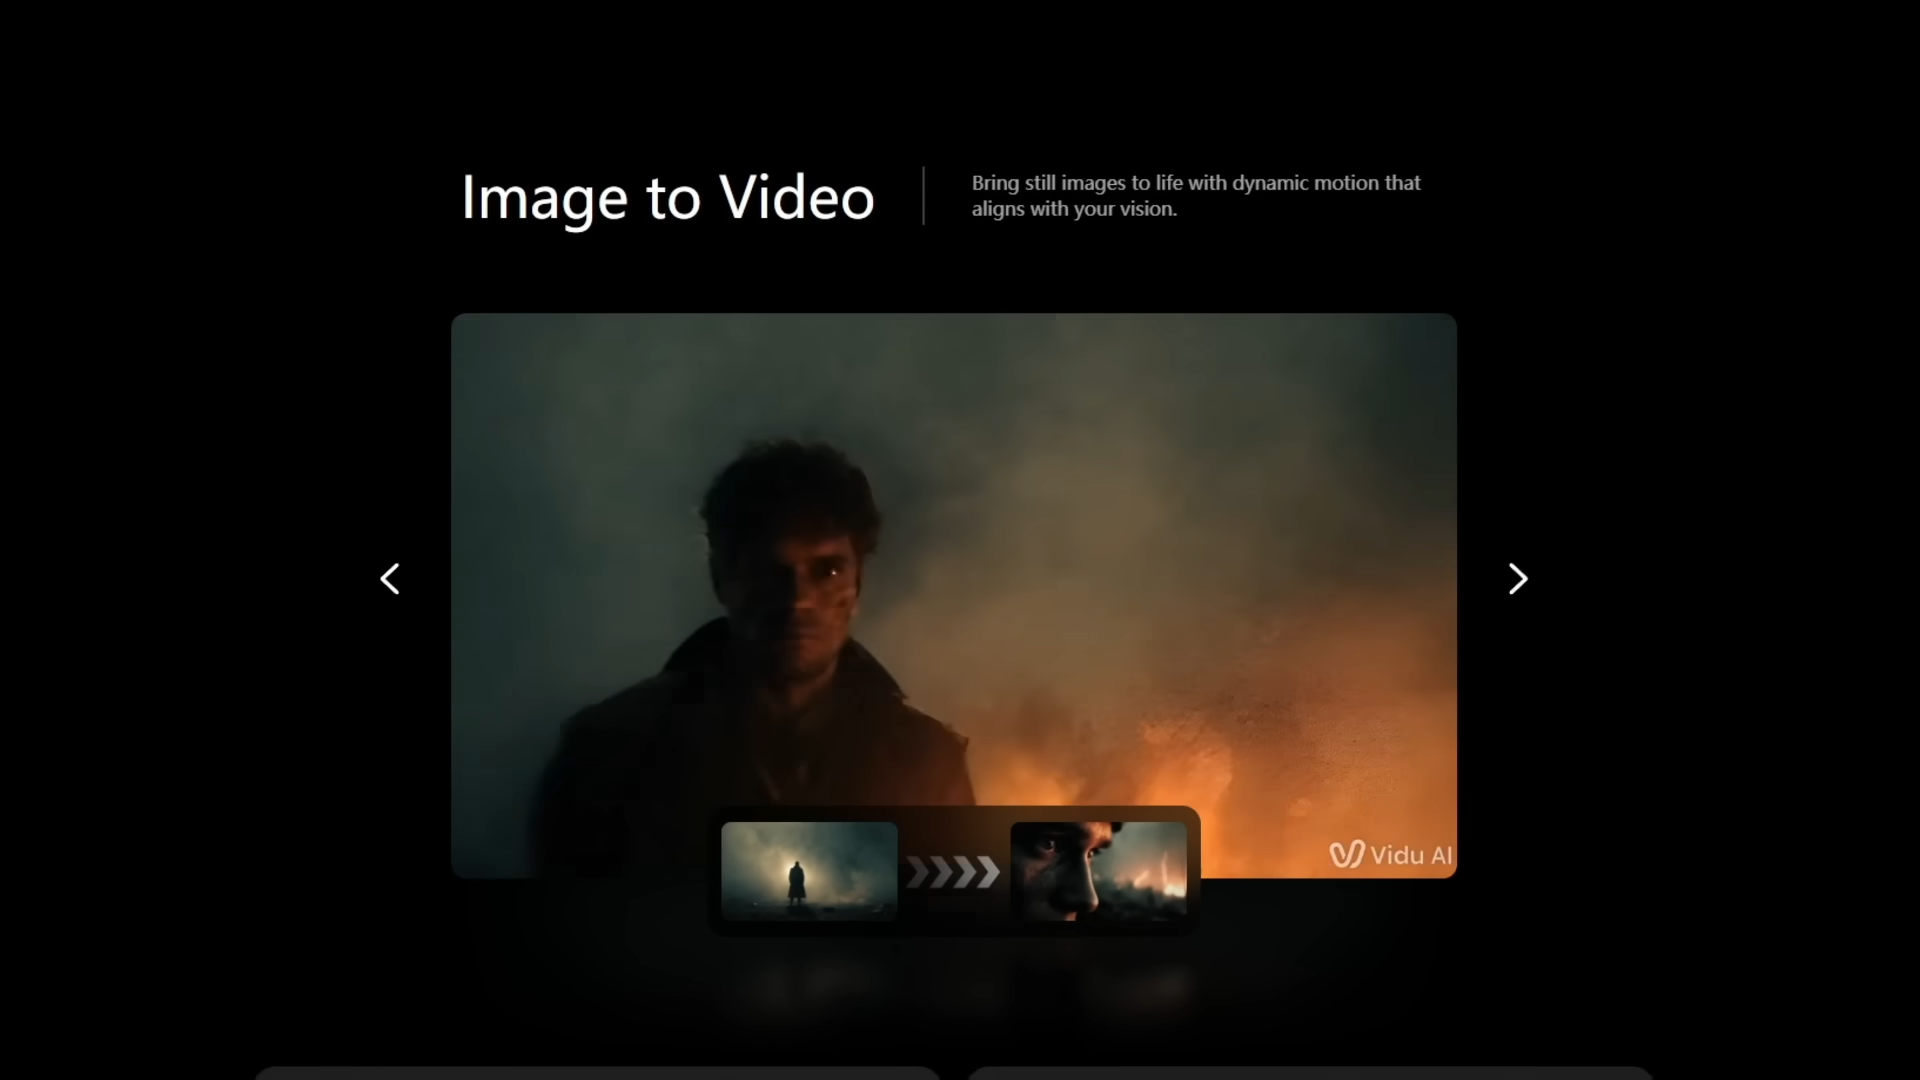 Image to Video
Bring still images to life with dynamic motion that
aligns with your vision.
Vidu AI